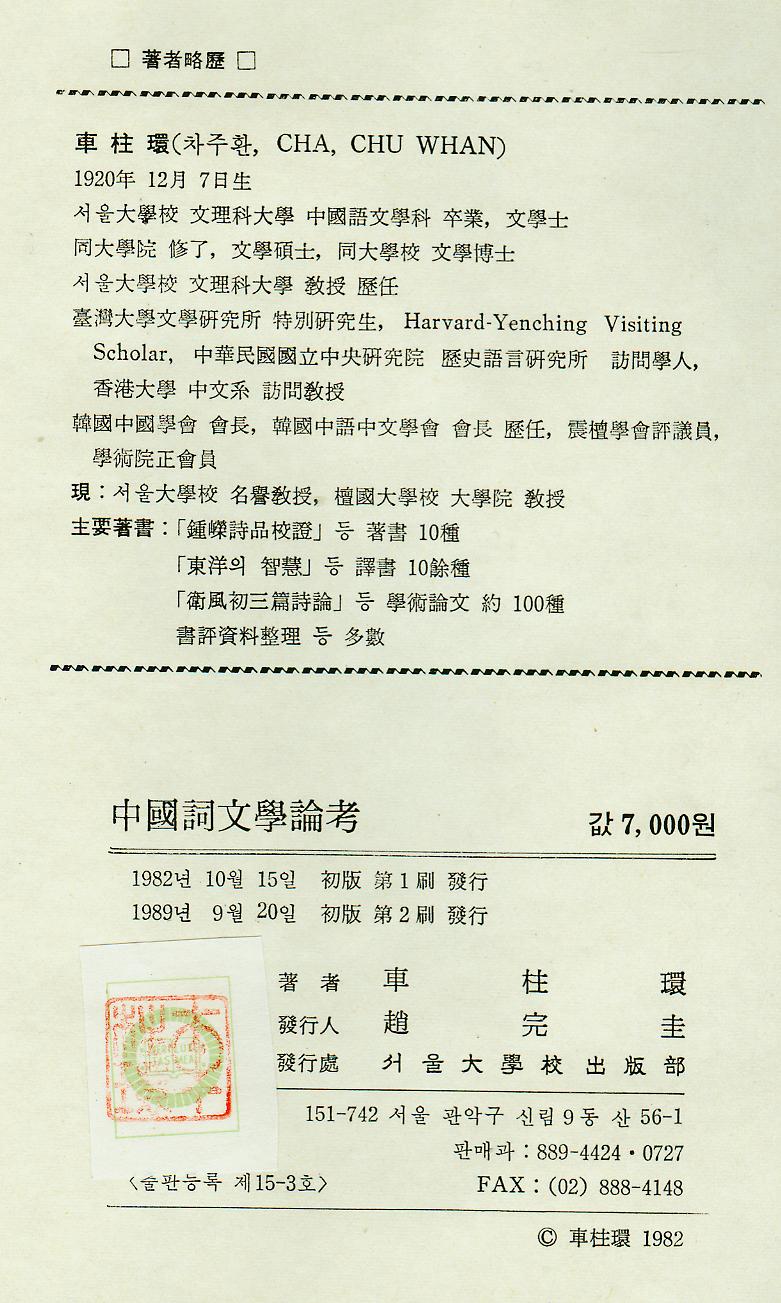 □ 著者略歷 □
車 柱 環(차주환, CHA, CHU WHAN)
1920年 12月 7日生
서울大學校 文理科大學 中國語文學科 卒業, 文學士
同大學院 修了, 文學碩士, 同大學校 文學博士
서울大學校 文理科大學 敎授 歷任
臺灣大學文學硏究所 特別硏究生, Harvard-Yenching Visiting
Scholar, 中華民國國立中央硏究院 歷史語言硏究所 訪問學人,
香港大學 中文系 訪問敎授
韓國中國學會 會長, 韓國中語中文學會 會長 歷任, 震檀學會評議員,
學術院正會員
現 : 서울大學校 名譽敎授, 檀國大學校 大學院 敎授
主要著書 :「鍾嶸詩品校證」등 著書 10種
「東洋의 智慧」등 譯書 10餘種
「衛風初三篇詩論」등 學術論文 約 100種
書評資料整理 등 多數
中國詞文學論考 값 7,000원
1982년 10월 15일 初版 第1刷 發行
1989년 9월 20일 初版 第2刷 發行
著 者 車 柱 環
發行人 趙 完 圭
發行處 서울大學校出版部
151-742 서울 관악구 신림9동 산 56-1
판매과 : 889-4424·0727
〈출판등록 제15-3호〉 FAX : (02) 888-4148
© 車柱環 1982